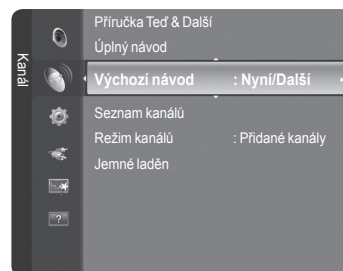 Kanál
Příručka Teď & Další
Úplný návod
Výchozí návod : Nyní/Další
Seznam kanálů
Režim kanálů : Přidané kanály
Jemné laděn
?